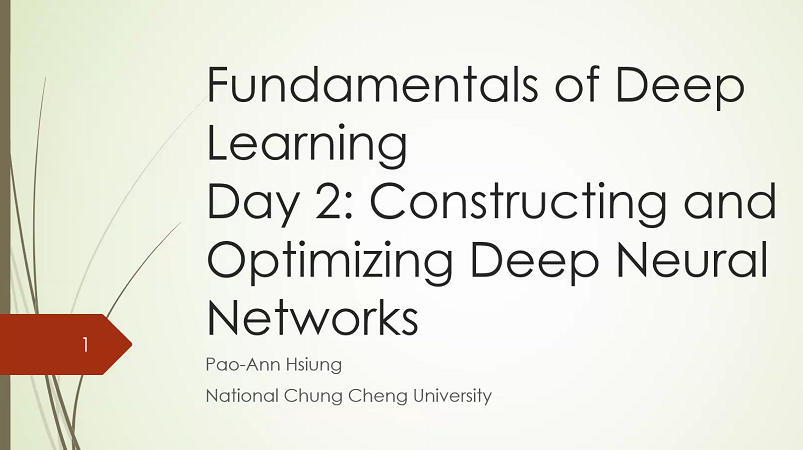 Fundamentals of Deep
Learning
Day 2: Constructing and
Optimizing Deep Neural
Networks
Pao-Ann Hsiung
National Chung Cheng University
1